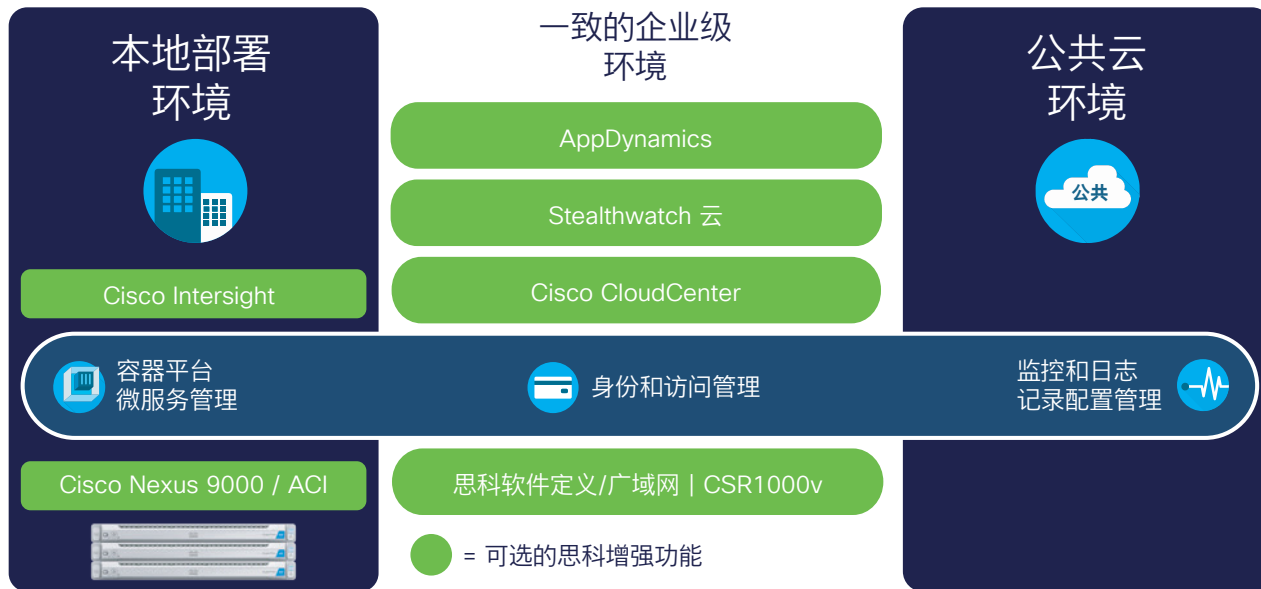 本地部署
环境
Cisco Intersight
一致的企业级
环境
AppDynamics
Stealthwatch 云
Cisco CloudCenter
公共云
环境
公共
容器平台
微服务管理
身份和访问管理
监控和日志
记录配置管理
Cisco Nexus 9000 / ACI
思科软件定义/广域网 | CSR1000v
= 可选的思科增强功能